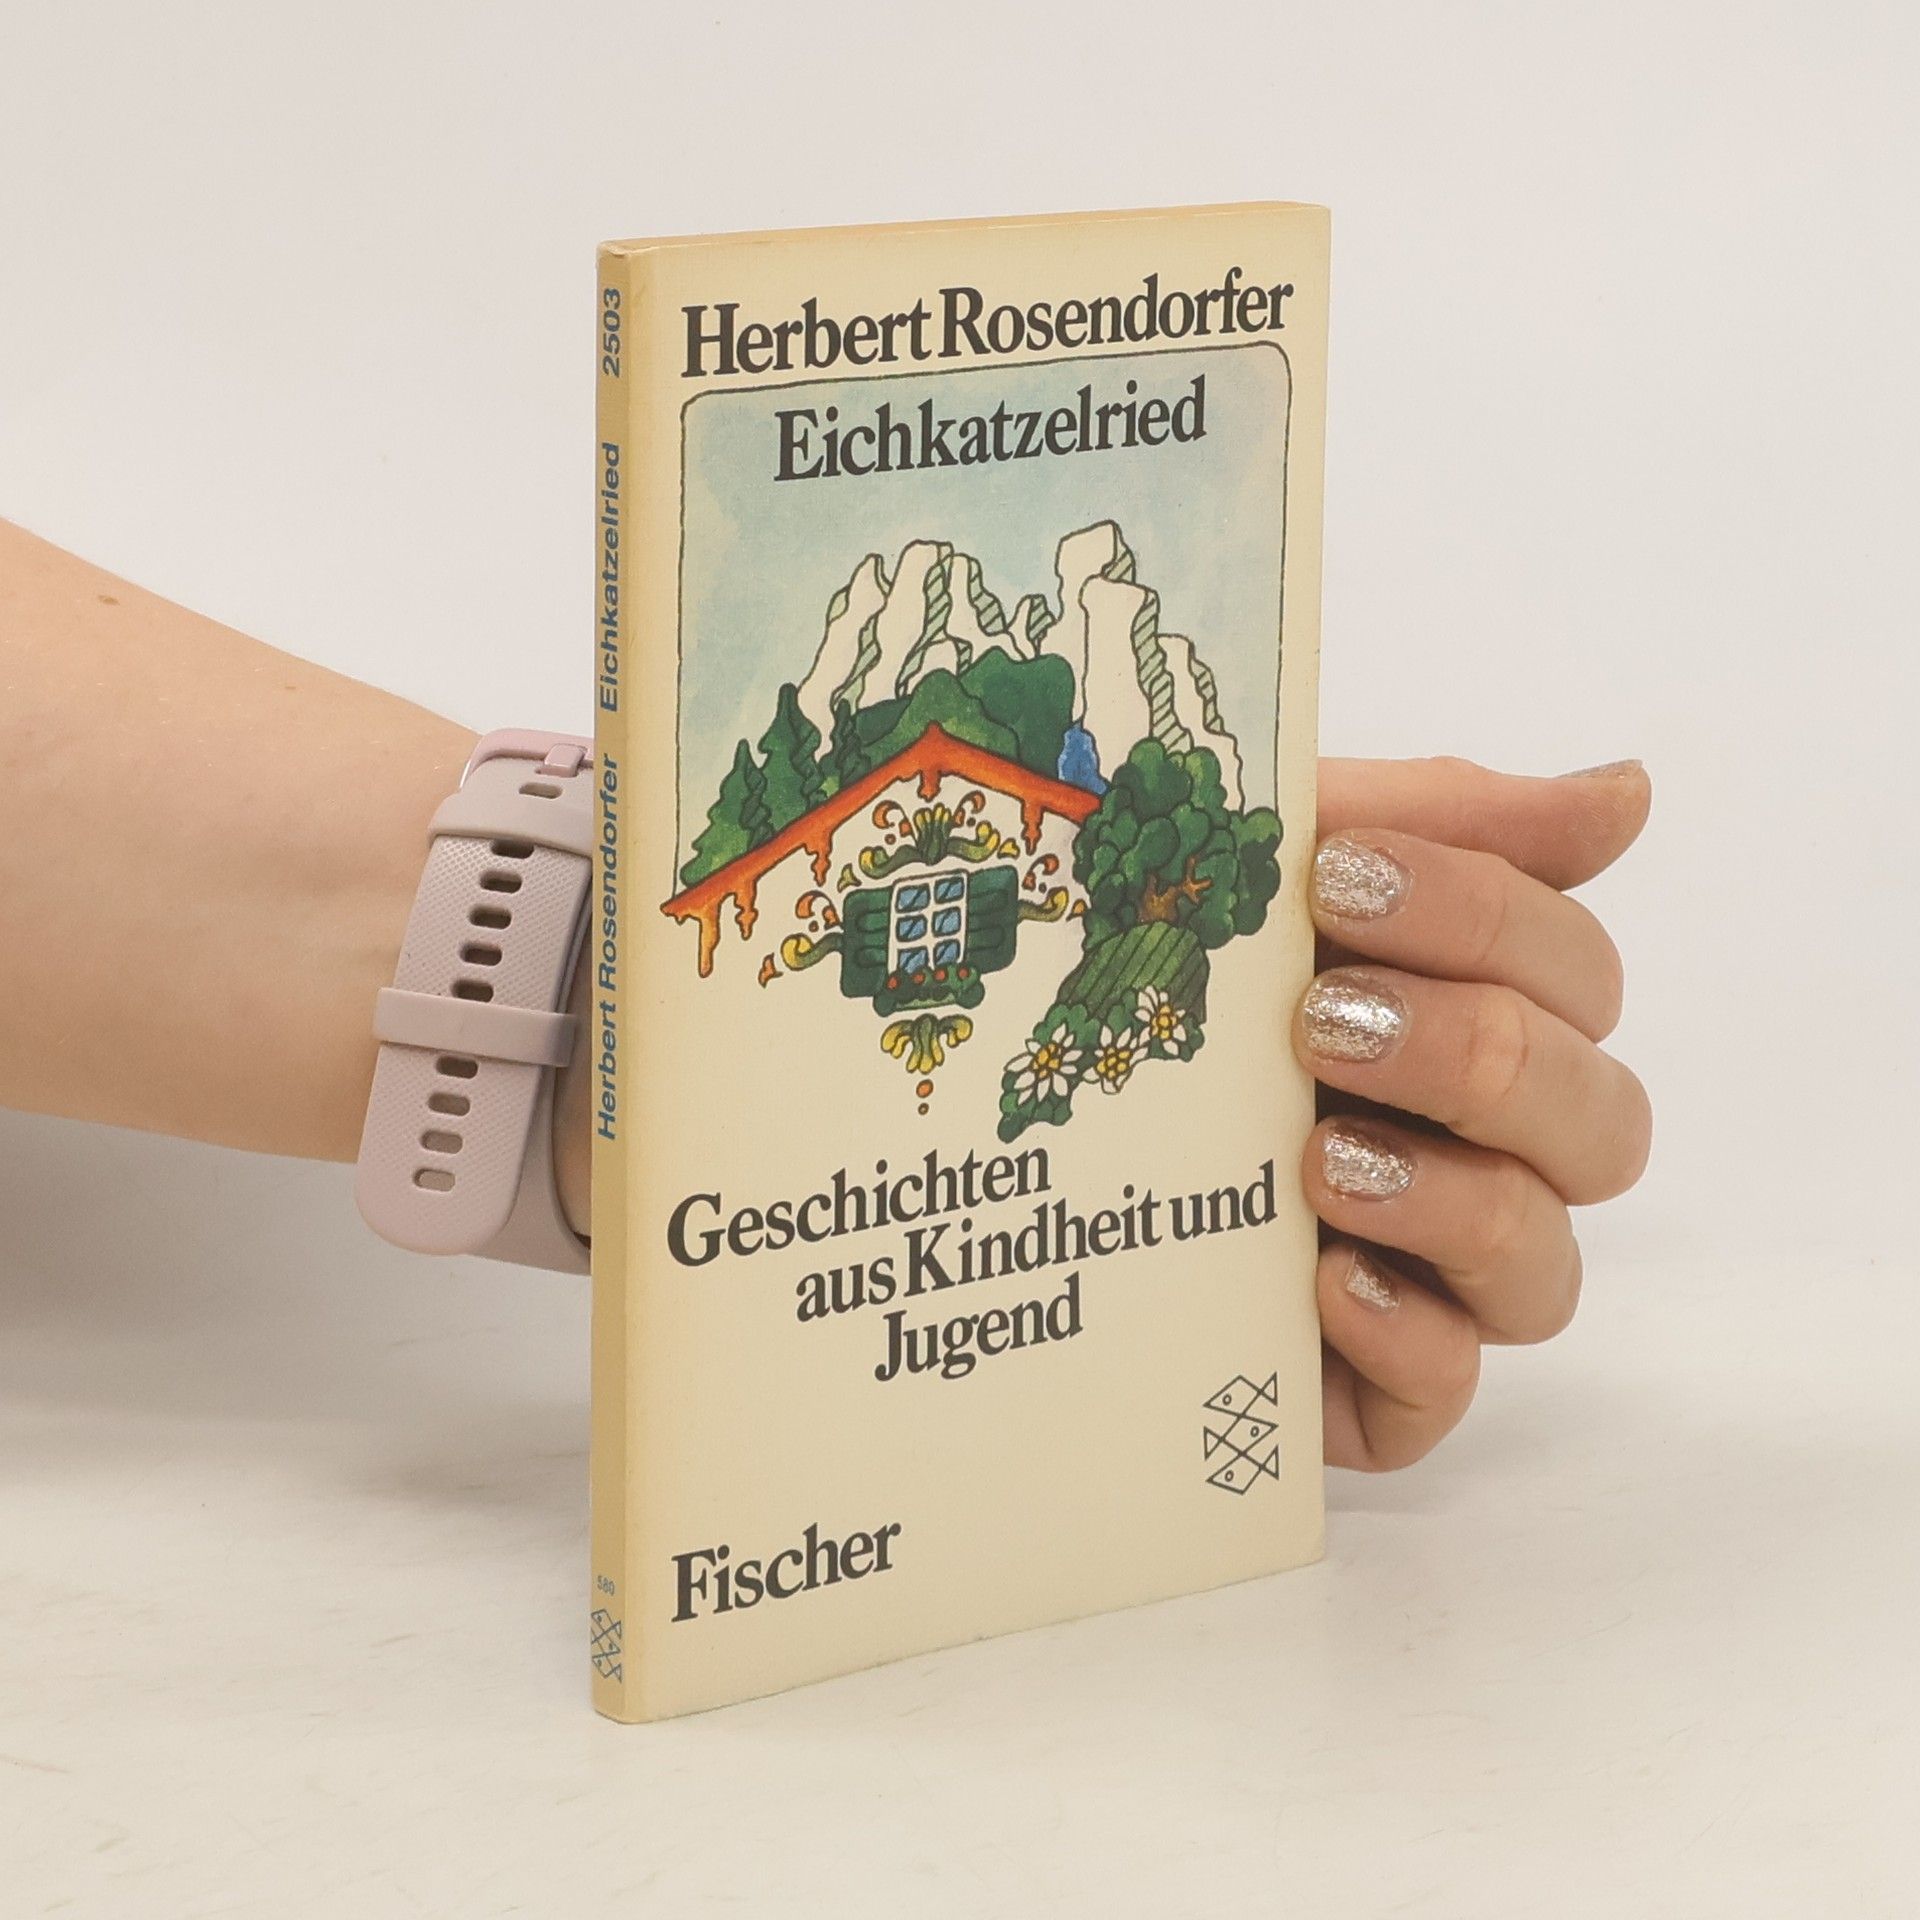 Herbert Rosendorfer
Eichkatzelried
Geschichten
aus Kindheit und
Jugend
Fischer
Herbert Rosendorfer Eichkatzelried 2503
580